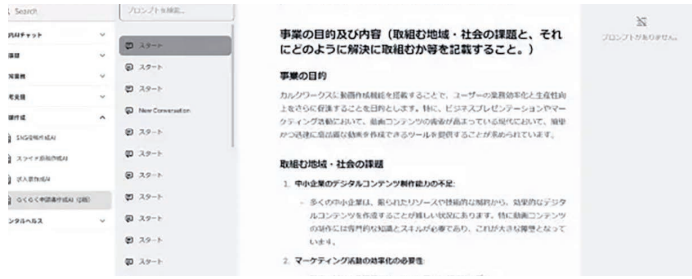 Search
プロンプトを検索...
社内AIチャット
スタート
スタート
スタート
New Conversation
スタート
スタート
スタート
スタート
スタート
スタート
スタート
SNS投稿作成AI
スライド原稿作成AI
求人票作成AI
らくらく申請書作成AI（β版）
メンタルヘルス
事業の目的及び内容（取組む地域・社会の課題と、それ
にどのように解決に取組むか等を記載すること。）
事業の目的
カルクワークスに動画作成機能を搭載することで、ユーザーの業務効率化と生産性向
上をさらに促進することを目的とします。特に、ビジネスプレゼンテーションやマー
ケティング活動において、動画コンテンツの需要が高まっている現代において、簡単
かつ迅速に高品質な動画を作成できるツールを提供することが求められています。
取組む地域・社会の課題
1. 中小企業のデジタルコンテンツ制作能力の不足:
◦ 多くの中小企業は、限られたリソースや技術的な制約から、効果的なデジタ
ルコンテンツを作成することが難しい状況にあります。特に動画コンテンツ
の制作には専門的な知識とスキルが必要であり、これが大きな障壁となって
います。
2. マーケティング活動の効率化の必要性:
プロンプトがありません。